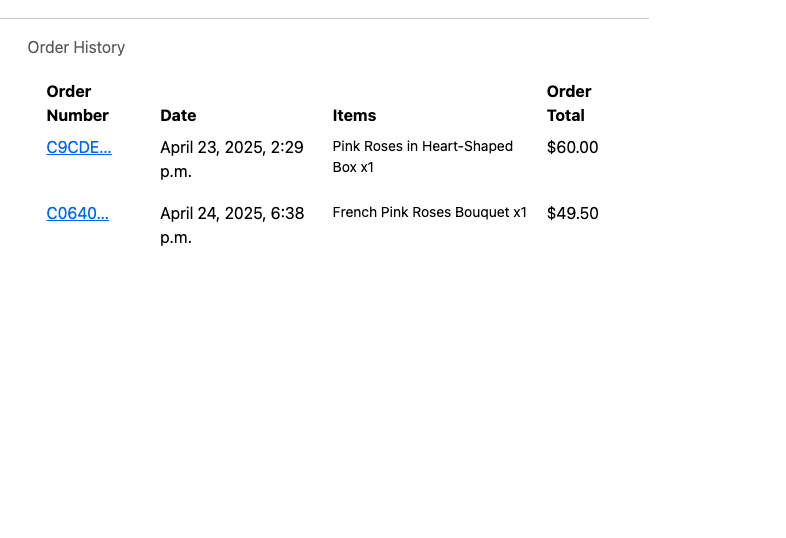 Order History
Order Number
Date
Items
Order Total
C9CDE...
April 23, 2025, 2:29 p.m.
Pink Roses in Heart-Shaped Box x1
$60.00
C0640...
April 24, 2025, 6:38 p.m.
French Pink Roses Bouquet x1
$49.50